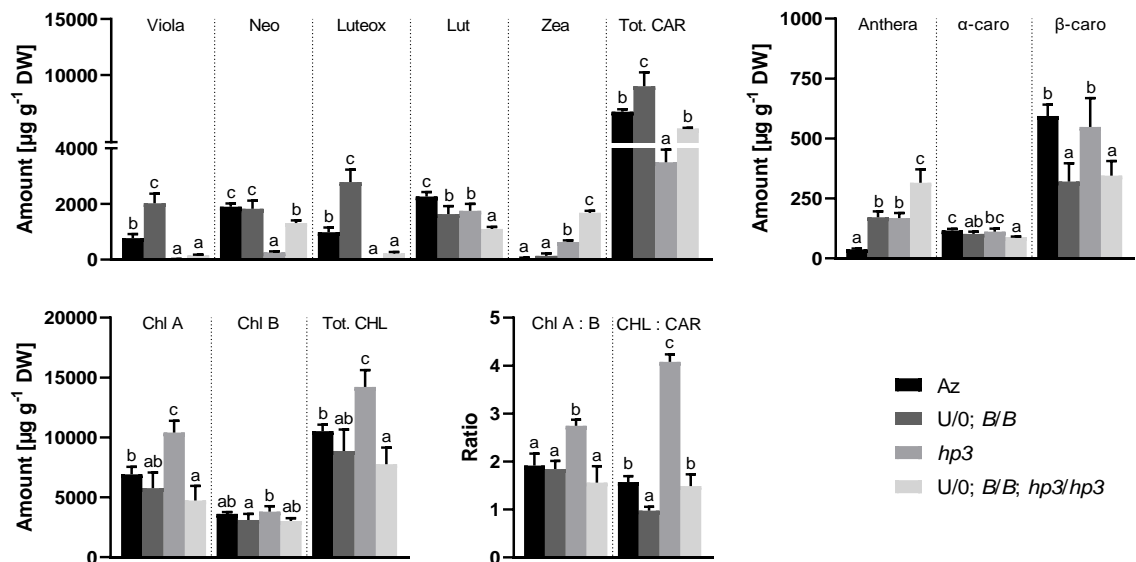 Viola Neo Luteox Lut Zea Tot. CAR
15000
10000
4000
2000
0
Amount [µg g⁻¹ DW]
b c a a
c c a b
b c a a
c b b a
a a b c
b c a b
Anthera α-caro β-caro
1000
750
500
250
0
Amount [µg g⁻¹ DW]
a b b c
c ab bc a
b a b a
Chl A Chl B Tot. CHL
20000
15000
10000
5000
0
Amount [µg g⁻¹ DW]
b ab c a
ab a b ab
b ab c a
Chl A : B CHL : CAR
5
4
3
2
1
0
Ratio
a a b a
b a c b
Az
U/0; B/B
hp3
U/0; B/B; hp3/hp3